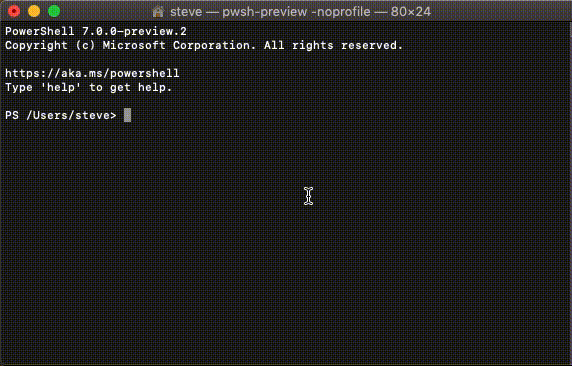 steve — pwsh-preview -noprofile — 80×24
PowerShell 7.0.0-preview.2
Copyright (c) Microsoft Corporation. All rights reserved.
https://aka.ms/powershell
Type 'help' to get help.
PS /Users/steve>